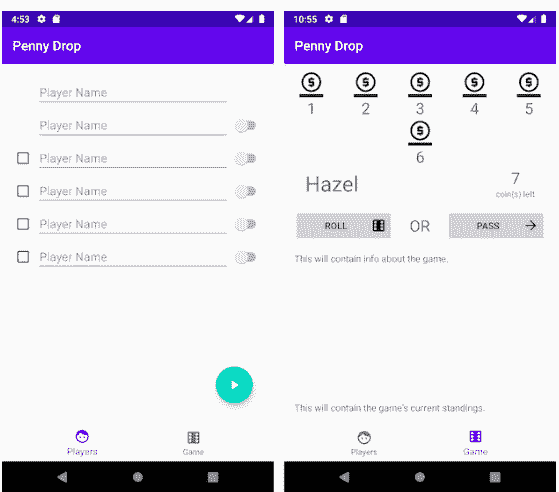 4:53
Penny Drop
Player Name
Player Name
Player Name
Player Name
Player Name
Player Name
Players
Game
10:55
Penny Drop
1 2 3 4 5
6
Hazel
7
coin(s) left
ROLL OR PASS
This will contain info about the game.
This will contain the game's current standings.
Players
Game